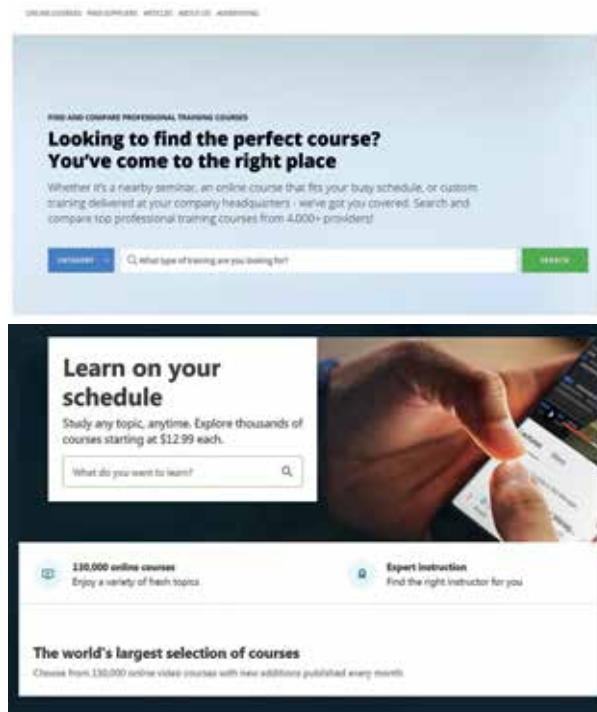 ONLINE COURSES FIND SUPPLIERS ARTICLES ABOUT US ADVERTISING
FIND AND COMPARE PROFESSIONAL TRAINING COURSES
Looking to find the perfect course?
You've come to the right place
Whether it's a nearby seminar, an online course that fits your busy schedule, or custom
training delivered at your company headquarters - we've got you covered. Search and
compare top professional training courses from 4,000+ providers!
CATEGORY What type of training are you looking for? SEARCH
Learn on your
schedule
Study any topic, anytime. Explore thousands of
courses starting at $12.99 each.
What do you want to learn?
130,000 online courses
Enjoy a variety of fresh topics
Expert instruction
Find the right instructor for you
The world's largest selection of courses
Choose from 130,000 online video courses with new additions published every month